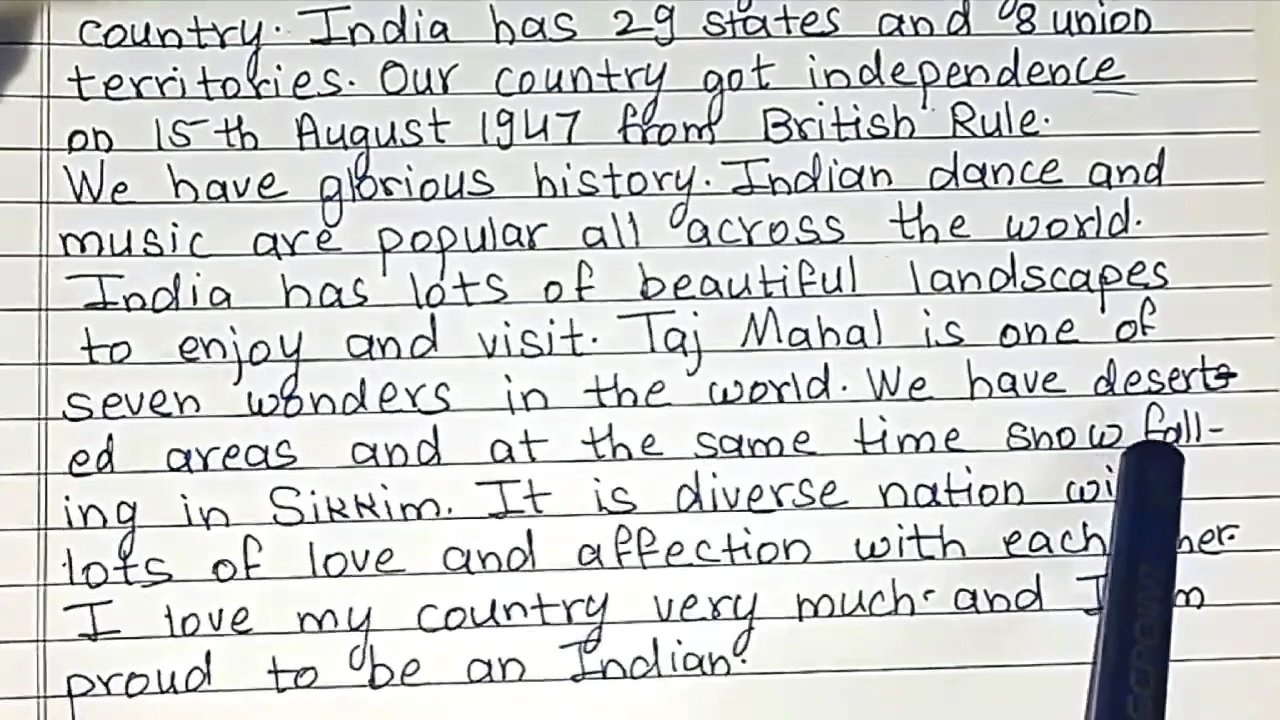 country. India has 29 states and 8 union
territories. Our country got independence
on 15th August 1947 from British Rule.
We have glorious history. Indian dance and
music are popular all across the world.
India has lots of beautiful landscapes
to enjoy and visit. Taj Mahal is one of
seven wonders in the world. We have desert
ed areas and at the same time snow fall-
ing in Sikkim. It is diverse nation
lots of love and affection with each
I love my country very much. and I
proud to be an Indian.